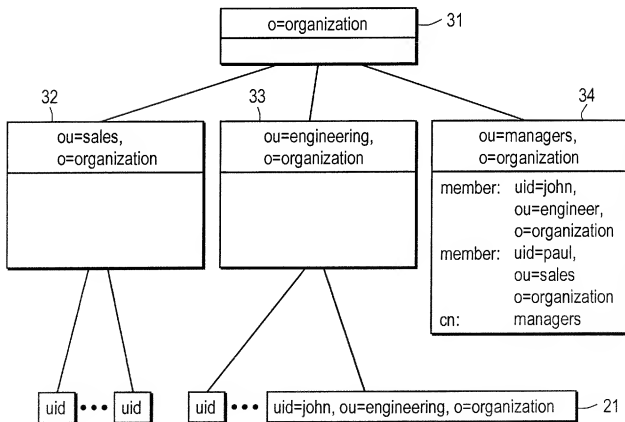 o=organization
31
32
33
34
ou=sales,
o=organization
ou=engineering,
o=organization
ou=managers,
o=organization
member: uid=john,
ou=engineer,
o=organization
member: uid=paul,
ou=sales
o=organization
cn: managers
uid
uid
uid
uid=john, ou=engineering, o=organization
21